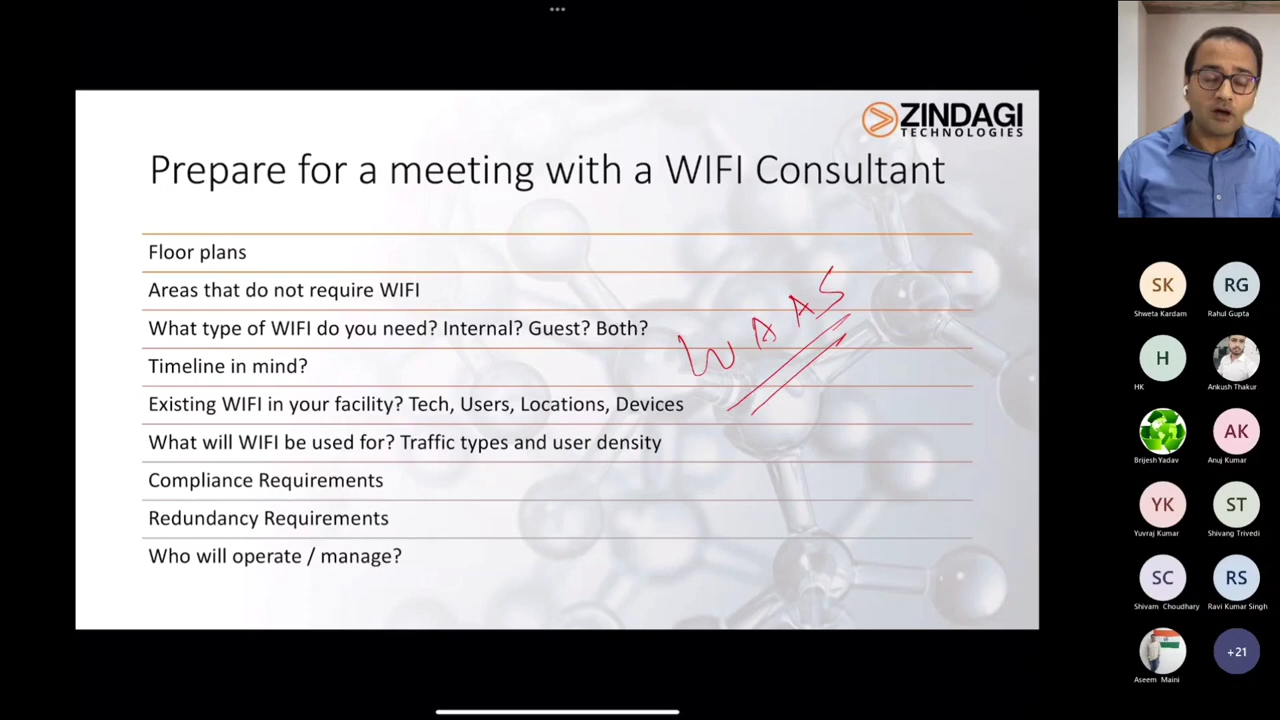 ZINDAGI
TECHNOLOGIES
Prepare for a meeting with a WIFI Consultant
Floor plans
Areas that do not require WIFI
What type of WIFI do you need? Internal? Guest? Both?
Timeline in mind?
Existing WIFI in your facility? Tech, Users, Locations, Devices
What will WIFI be used for? Traffic types and user density
Compliance Requirements
Redundancy Requirements
Who will operate / manage?
WAAS
SK RG
Shweta Kardam Rahul Gupta
H
HK Ankush Thakur
AK
Brijesh Yadav Anuj Kumar
YK ST
Yuvraj Kumar Shivang Trivedi
SC RS
Shivam Choudhary Ravi Kumar Singh
+21
Aseem Maini